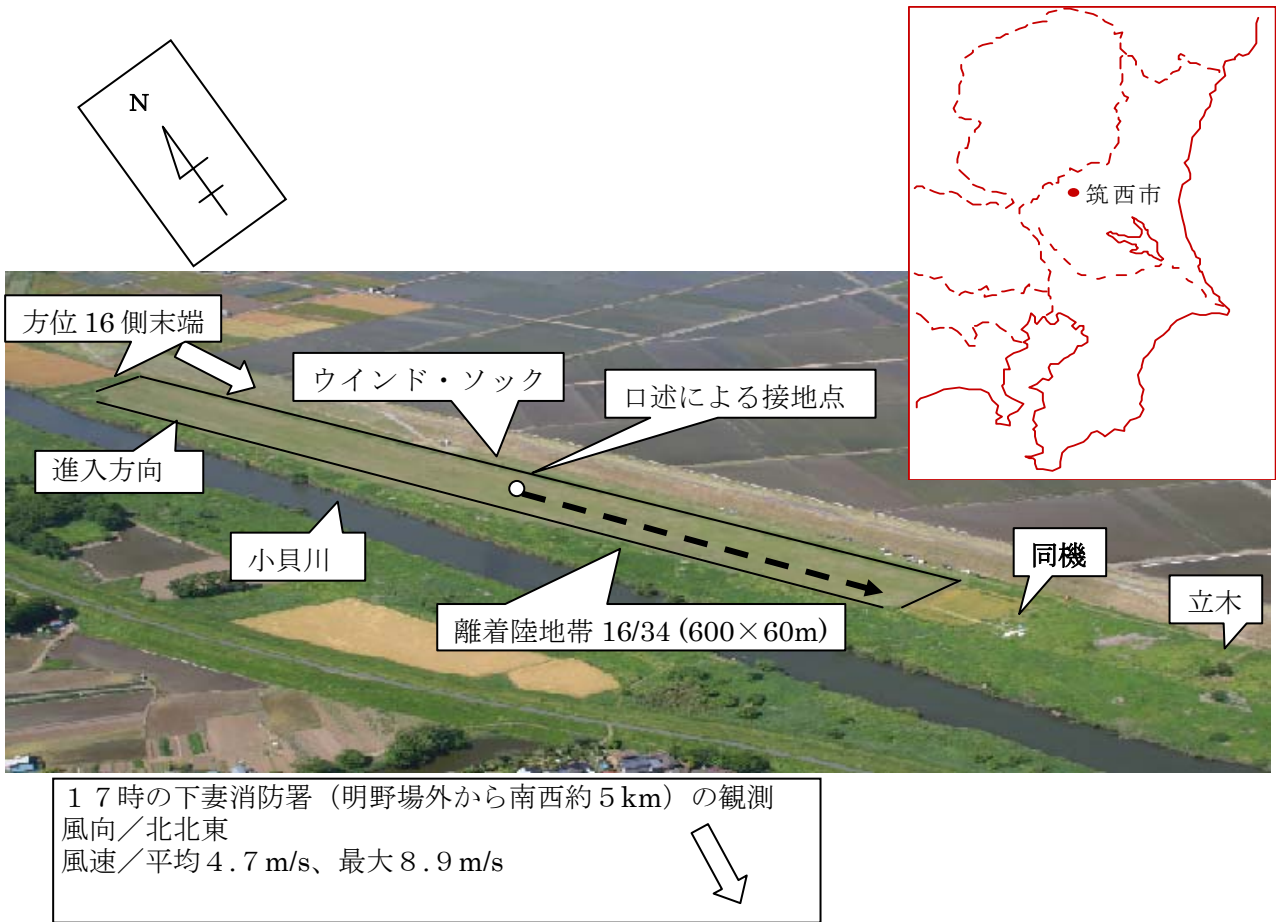 N
筑西市
方位 16 側末端
ウインド・ソック
口述による接地点
進入方向
小貝川
同機
立木
離着陸地帯 16/34 (600×60m)
17時の下妻消防署（明野場外から南西約5km）の観測
風向／北北東
風速／平均4.7m/s、最大8.9m/s